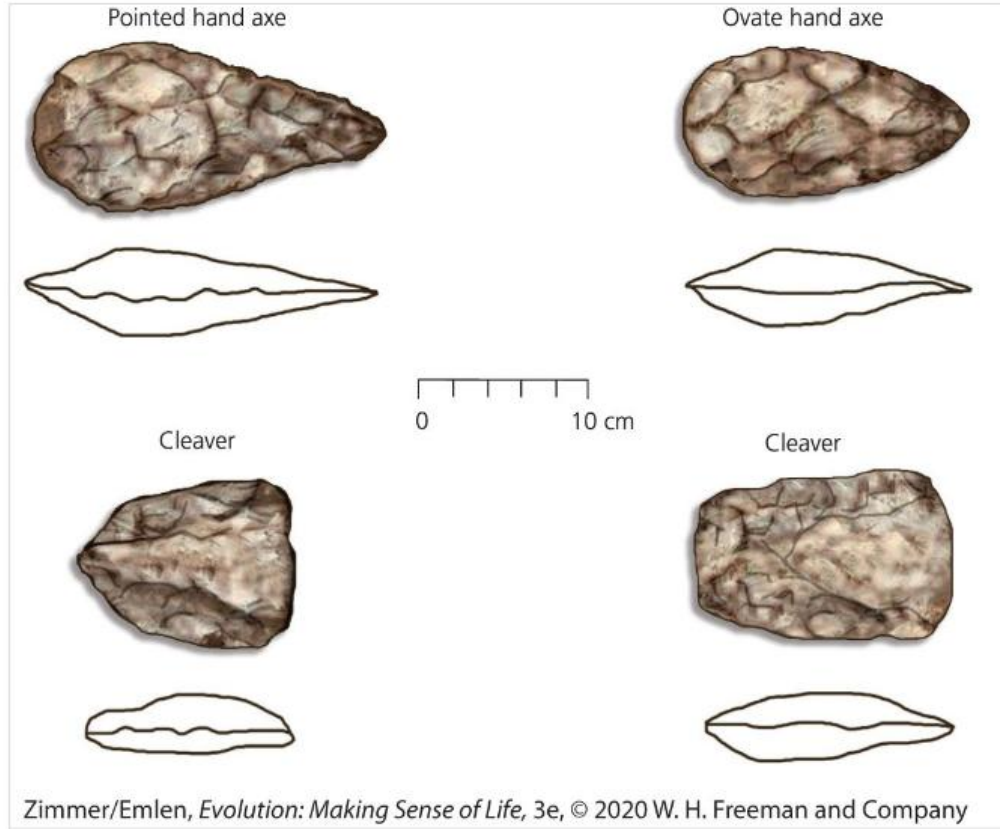 Pointed hand axe
Ovate hand axe
0
10 cm
Cleaver
Cleaver
Zimmer/Emlen, Evolution: Making Sense of Life, 3e, © 2020 W. H. Freeman and Company